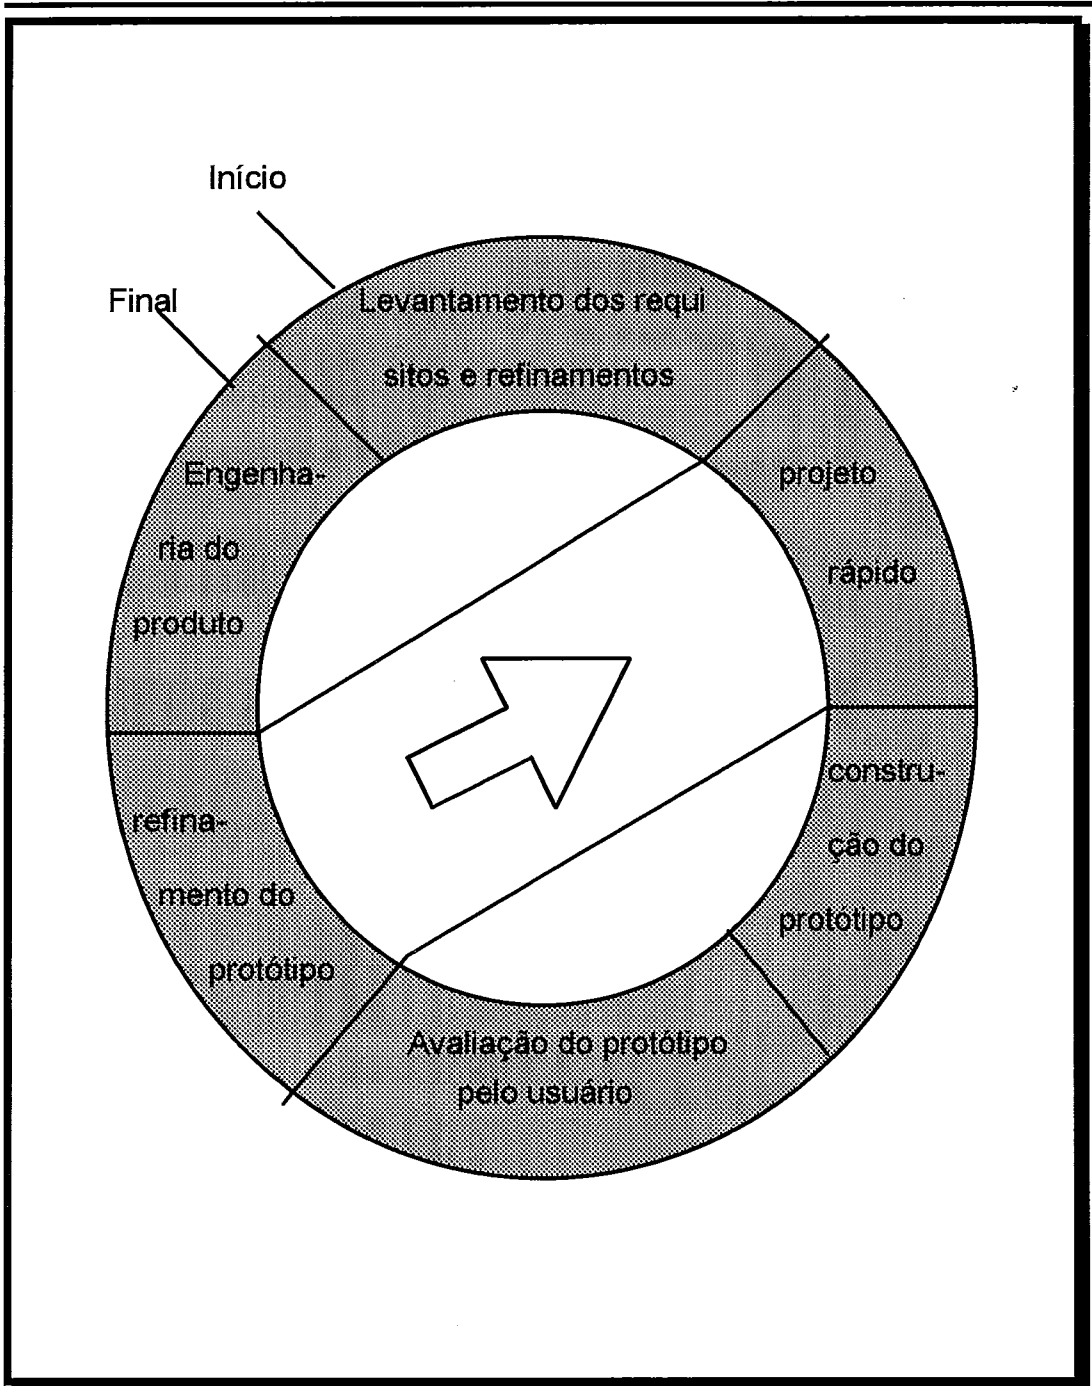 Início
Final
Levantamento dos requi
sitos e refinamentos
projeto
rápido
constru-
ção do
protótipo
Avaliação do protótipo
pelo usuário
refina-
mento do
protótipo
Engenha-
ria do
produto